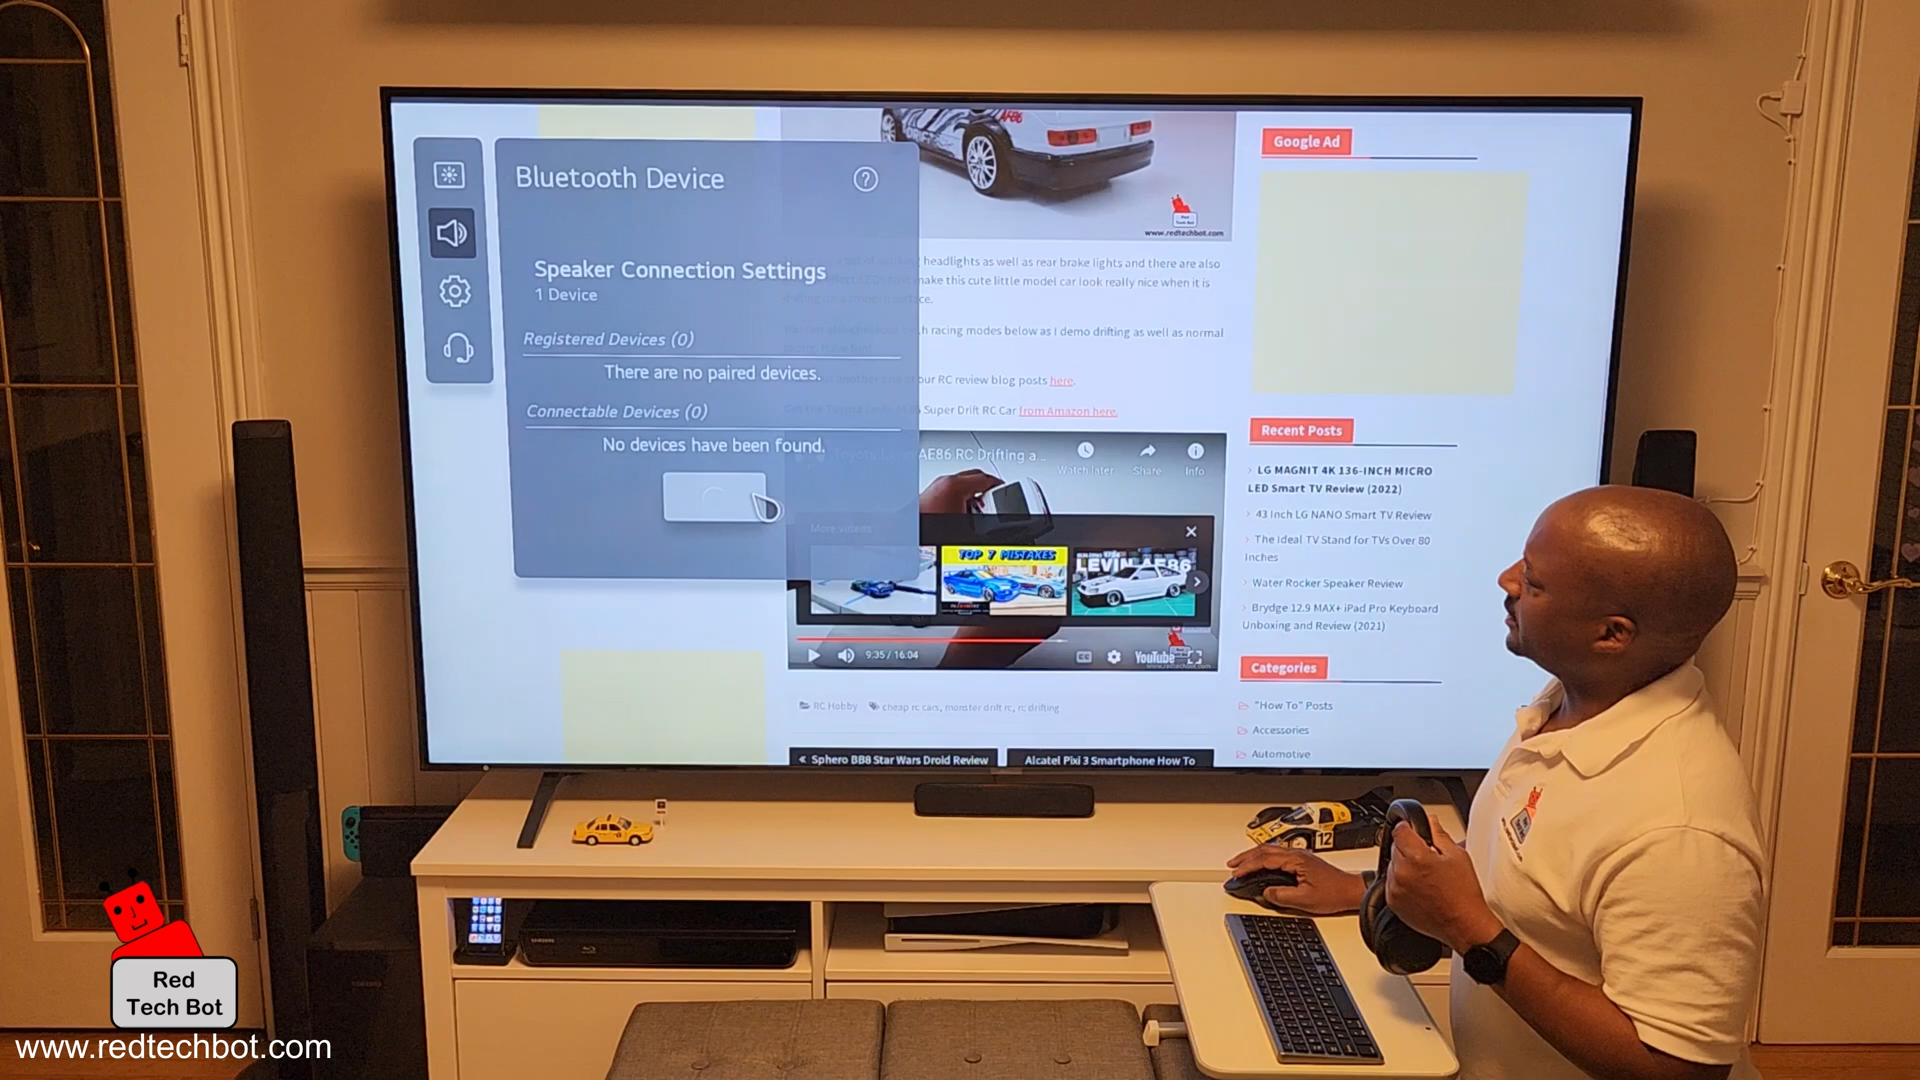 Bluetooth Device
?
Speaker Connection Settings
1 Device
Registered Devices (0)
There are no paired devices.
Connectable Devices (0)
No devices have been found.
AE86
www.redtechbot.com
headlights as well as rear brake lights and there are also
make this cute little model car look really nice when it is
racing modes below as I demo drifting as well as normal
our RC review blog posts here.
Super Drift RC Car from Amazon here.
AE86 RC Drifting a...
Watch later
Share
Info
More videos
TOP 7 MISTAKES
LEVIN AE86
9:35 / 16:04
CC
YouTube
RC Hobby
cheap rc cars, monster drift rc, rc drifting
« Sphero BB8 Star Wars Droid Review
Alcatel Pixi 3 Smartphone How To
Google Ad
Recent Posts
LG MAGNIT 4K 136-INCH MICRO
LED Smart TV Review (2022)
43 Inch LG NANO Smart TV Review
The Ideal TV Stand for TVs Over 80
Inches
Water Rocker Speaker Review
Brydge 12.9 MAX+ iPad Pro Keyboard
Unboxing and Review (2021)
Categories
"How To" Posts
Accessories
Automotive
12
SAMSUNG
Red
Tech Bot
www.redtechbot.com